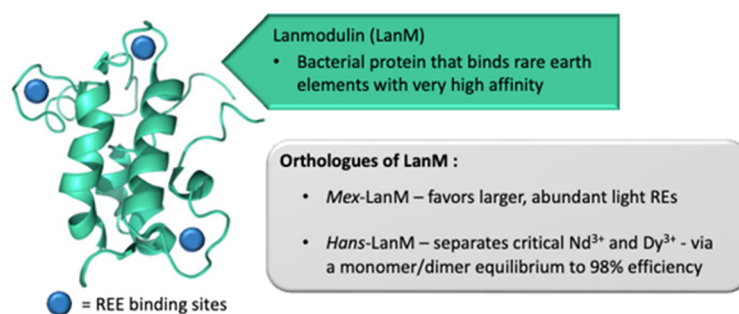 Lanmodulin (LanM)
• Bacterial protein that binds rare earth
elements with very high affinity
Orthologues of LanM :
• Mex-LanM – favors larger, abundant light REs
• Hans-LanM – separates critical Nd³⁺ and Dy³⁺ - via
a monomer/dimer equilibrium to 98% efficiency
= REE binding sites